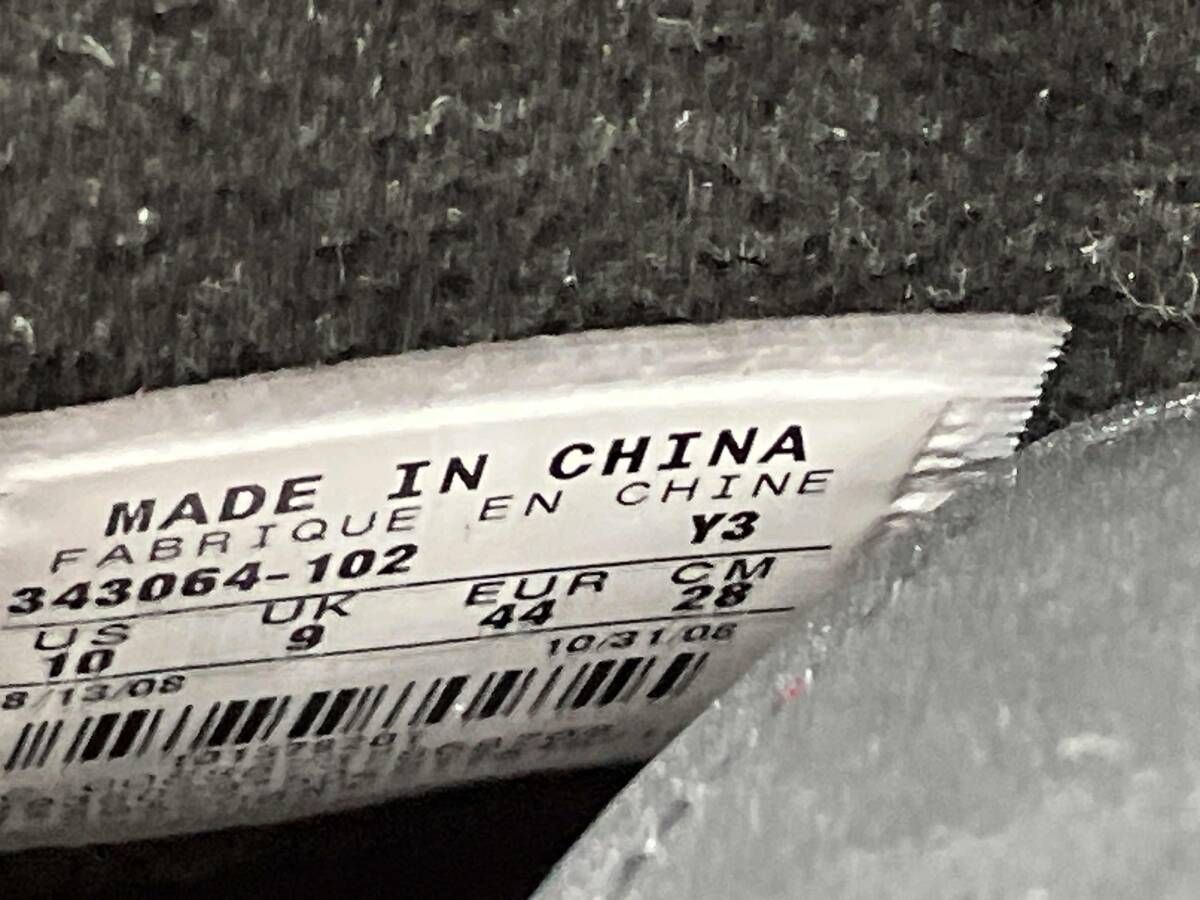 MADE IN CHINA
FABRIQUE EN CHINE
343064-102 Y3
US UK EUR CM
10 9 44 28
8/13/08 10/31/08